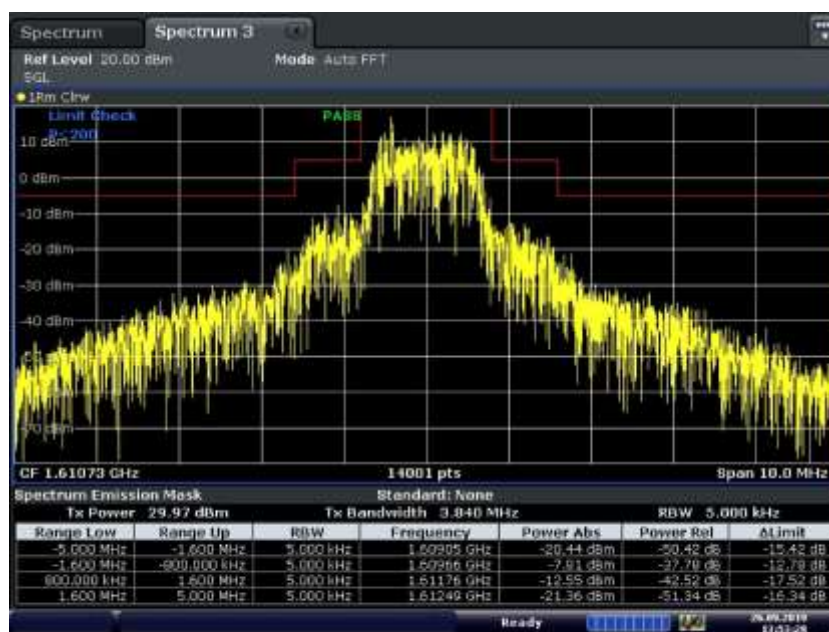 Spectrum Spectrum 3
Ref Level 20.00 dBm Mode Auto FFT
SGL
1Rm Clrw
Limit Check PASS
P<200
10 dBm
0 dBm
-10 dBm
-20 dBm
-30 dBm
-40 dBm
CF 1.61073 GHz 14001 pts Span 10.0 MHz
Spectrum Emission Mask Standard: None
Tx Power 29.97 dBm Tx Bandwidth 3.840 MHz RBW 5.000 kHz
Range Low Range Up RBW Frequency Power Abs Power Rel ΔLimit
-5.000 MHz -1.600 MHz 5.000 kHz 1.60905 GHz -20.44 dBm -50.42 dB -15.42 dB
-1.600 MHz -800.000 kHz 5.000 kHz 1.60966 GHz -7.81 dBm -37.78 dB -12.78 dB
800.000 kHz 1.600 MHz 5.000 kHz 1.61176 GHz -12.55 dBm -42.52 dB -17.52 dB
1.600 MHz 5.000 MHz 5.000 kHz 1.61249 GHz -21.36 dBm -51.34 dB -16.34 dB
Ready